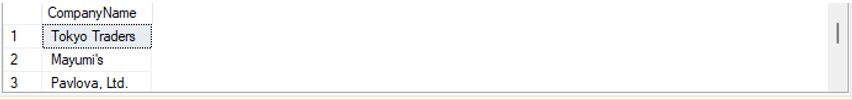 CompanyName
1 Tokyo Traders
2 Mayumi's
3 Pavlova, Ltd.